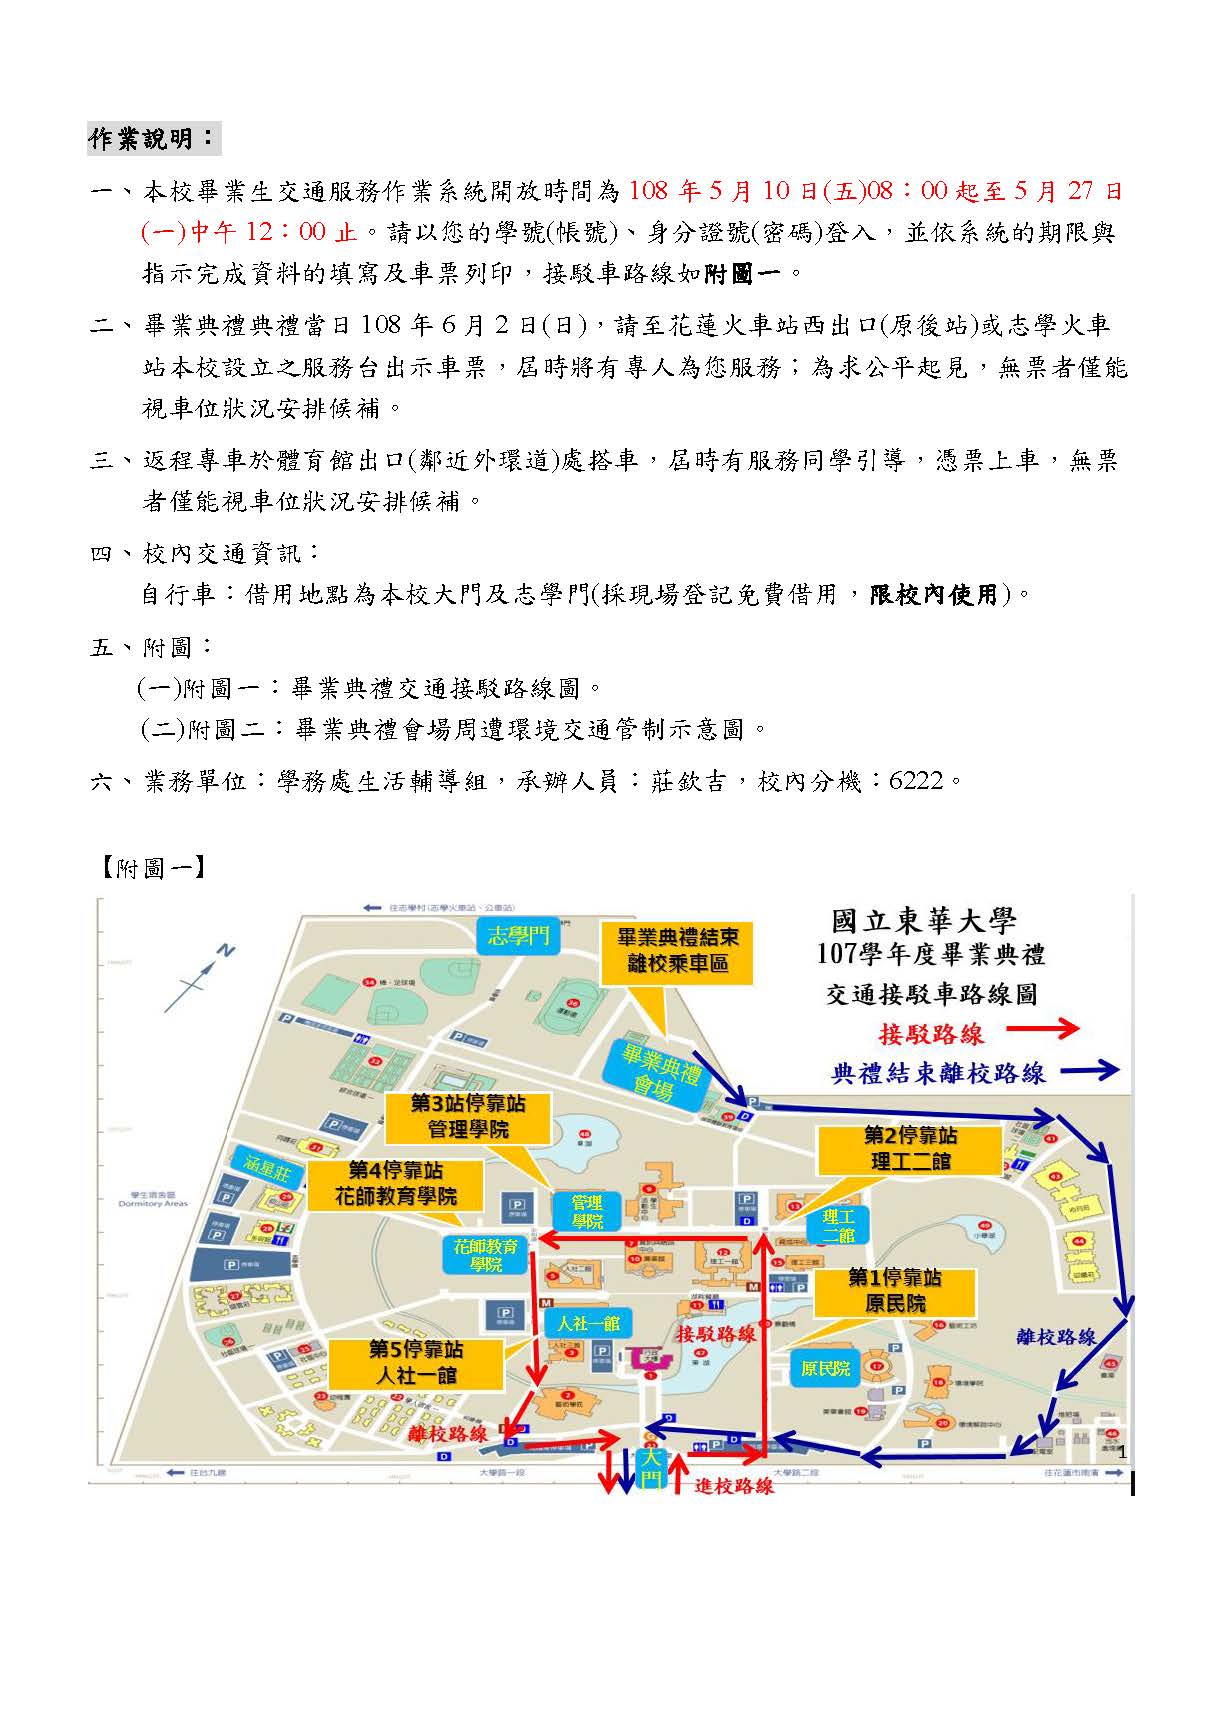 作業說明：
一、本校畢業生交通服務作業系統開放時間為 108 年 5 月 10 日(五)08：00 起至 5 月 27 日
(一)中午 12：00 止。請以您的學號(帳號)、身分證號(密碼)登入，並依系統的期限與
指示完成資料的填寫及車票列印，接駁車路線如附圖一。
二、畢業典禮典禮當日 108 年 6 月 2 日(日)，請至花蓮火車站西出口(原後站)或志學火車
站本校設立之服務台出示車票，屆時將有專人為您服務；為求公平起見，無票者僅能
視車位狀況安排候補。
三、返程專車於體育館出口(鄰近外環道)處搭車，屆時有服務同學引導，憑票上車，無票
者僅能視車位狀況安排候補。
四、校內交通資訊：
自行車：借用地點為本校大門及志學門(採現場登記免費借用，限校內使用)。
五、附圖：
(一)附圖一：畢業典禮交通接駁路線圖。
(二)附圖二：畢業典禮會場周遭環境交通管制示意圖。
六、業務單位：學務處生活輔導組，承辦人員：莊欽吉，校內分機：6222。
【附圖一】
往志學村(志學火車站、公車站)
國立東華大學
107學年度畢業典禮
交通接駁車路線圖
接駁路線
典禮結束離校路線
N
志學門
畢業典禮結束
離校乘車區
畢業典禮
會場
第3站停靠站
管理學院
第2停靠站
理工二館
第4停靠站
花師教育學院
涵星莊
學生宿舍區
Dormitory Areas
管理
學院
理工
二館
花師教育
學院
第1停靠站
原民院
人社一館
接駁路線
離校路線
第5停靠站
人社一館
原民院
離校路線
大門
進校路線
往台九線
大學路一段
大學路二段
往花蓮市南濱
1